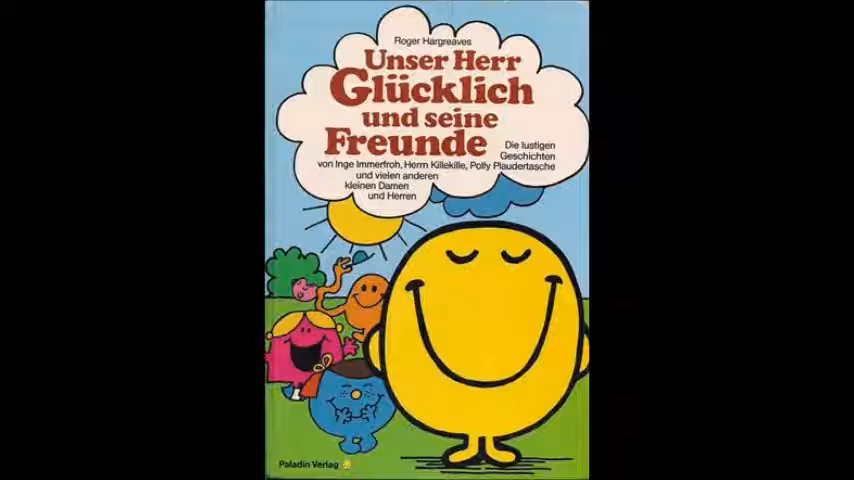 Roger Hargreaves
Unser Herr
Glücklich
und seine
Freunde
Die lustigen
Geschichten
von Inge Immerfroh, Herrn Killekille, Polly Plaudertasche
und vielen anderen
kleinen Damen
und Herren
Paladin Verlag